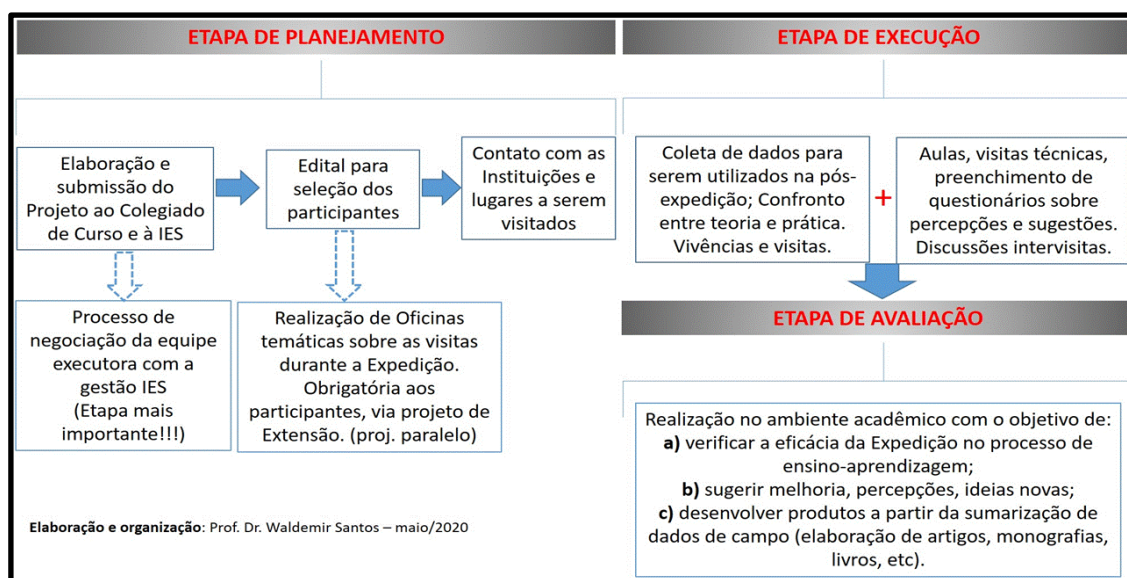 ETAPA DE PLANEJAMENTO
Elaboração e
submissão do
Projeto ao Colegiado
de Curso e à IES
Edital para
seleção dos
participantes
Contato com as
Instituições e
lugares a serem
visitados
Processo de
negociação da equipe
executora com a
gestão IES
(Etapa mais
importante!!!)
Realização de Oficinas
temáticas sobre as visitas
durante a Expedição.
Obrigatória aos
participantes, via projeto de
Extensão. (proj. paralelo)
Elaboração e organização: Prof. Dr. Waldemir Santos – maio/2020
ETAPA DE EXECUÇÃO
Coleta de dados para
serem utilizados na pós-
expedição; Confronto
entre teoria e prática.
Vivências e visitas.
+
Aulas, visitas técnicas,
preenchimento de
questionários sobre
percepções e sugestões.
Discussões intervisitas.
ETAPA DE AVALIAÇÃO
Realização no ambiente acadêmico com o objetivo de:
a) verificar a eficácia da Expedição no processo de
ensino-aprendizagem;
b) sugerir melhoria, percepções, ideias novas;
c) desenvolver produtos a partir da sumarização de
dados de campo (elaboração de artigos, monografias,
livros, etc).